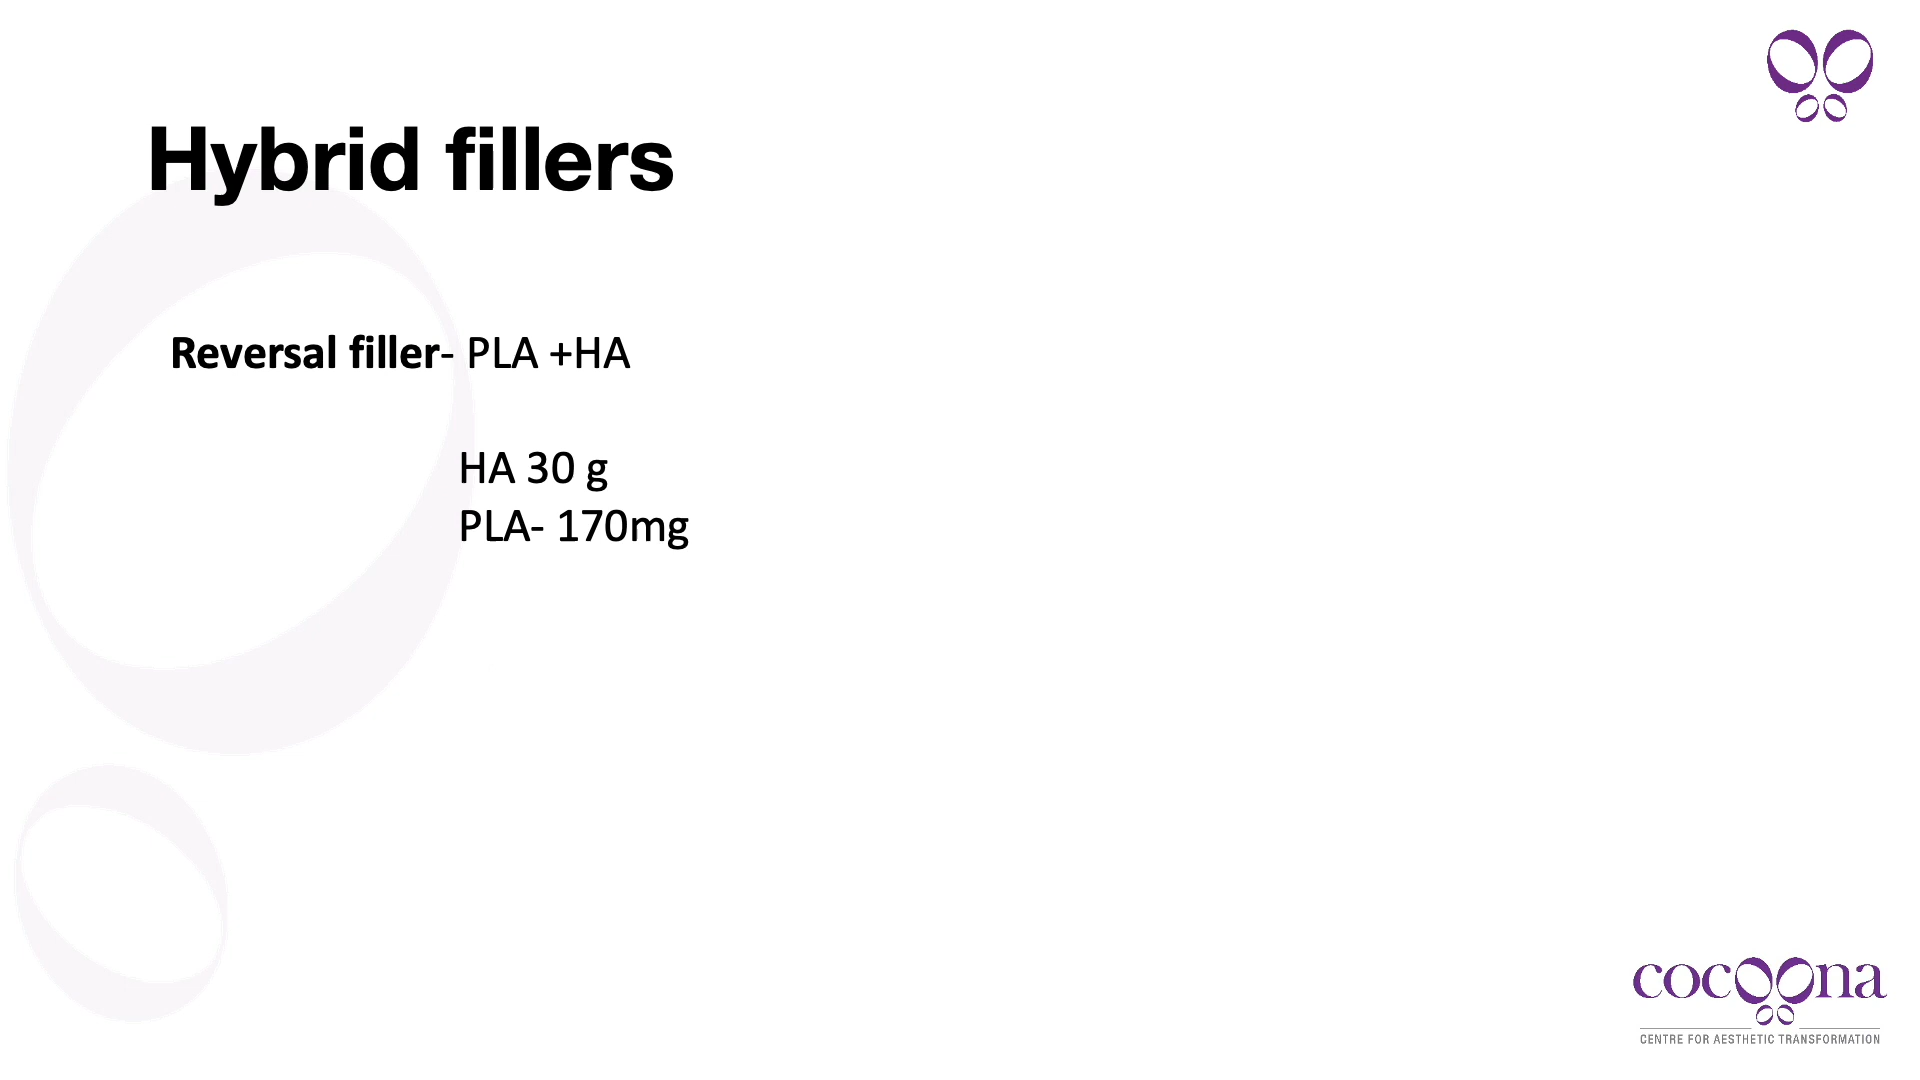 Hybrid fillers
Reversal filler- PLA +HA
HA 30 g
PLA- 170mg
cocoona
CENTRE FOR AESTHETIC TRANSFORMATION